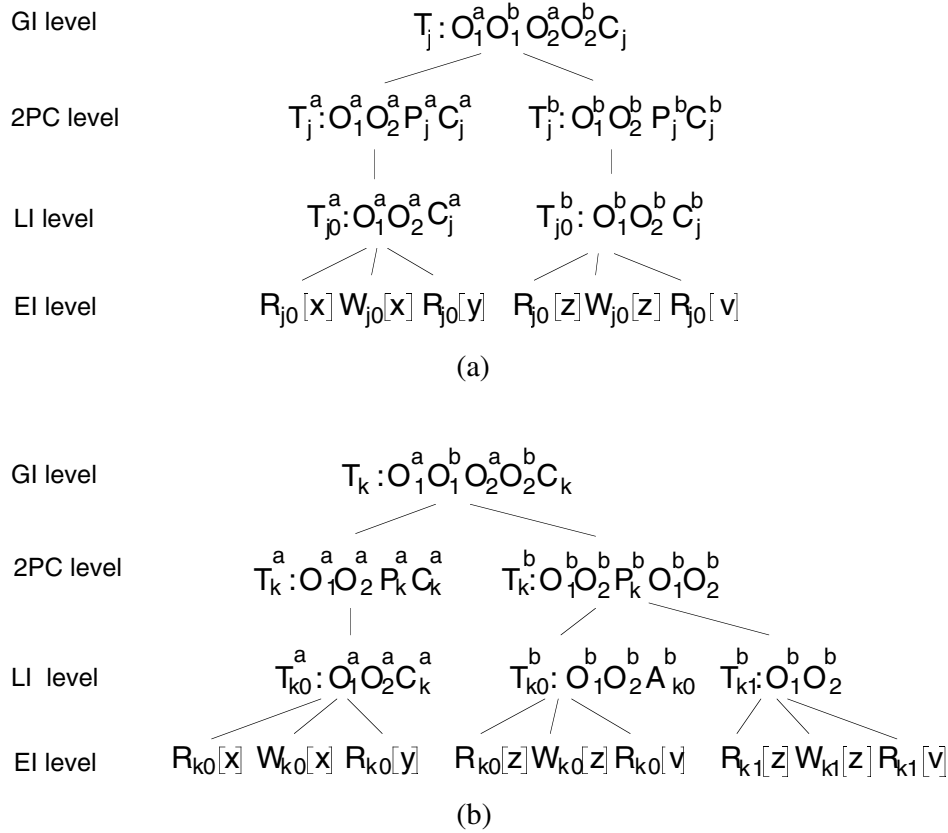 GI level T_j : O_1^a O_1^b O_2^a O_2^b C_j
2PC level T_j^a : O_1^a O_2^a P_j^a C_j^a T_j^b : O_1^b O_2^b P_j^b C_j^b
LI level T_j0^a : O_1^a O_2^a C_j^a T_j0^b : O_1^b O_2^b C_j^b
EI level R_j0[x] W_j0[x] R_j0[y] R_j0[z] W_j0[z] R_j0[v]
(a)
GI level T_k : O_1^a O_1^b O_2^a O_2^b C_k
2PC level T_k^a : O_1^a O_2^a P_k^a C_k^a T_k^b : O_1^b O_2^b P_k^b O_1^b O_2^b
LI level T_k0^a : O_1^a O_2^a C_k^a T_k0^b : O_1^b O_2^b A_k0^b T_k1^b : O_1^b O_2^b
EI level R_k0[x] W_k0[x] R_k0[y] R_k0[z] W_k0[z] R_k0[v] R_k1[z] W_k1[z] R_k1[v]
(b)